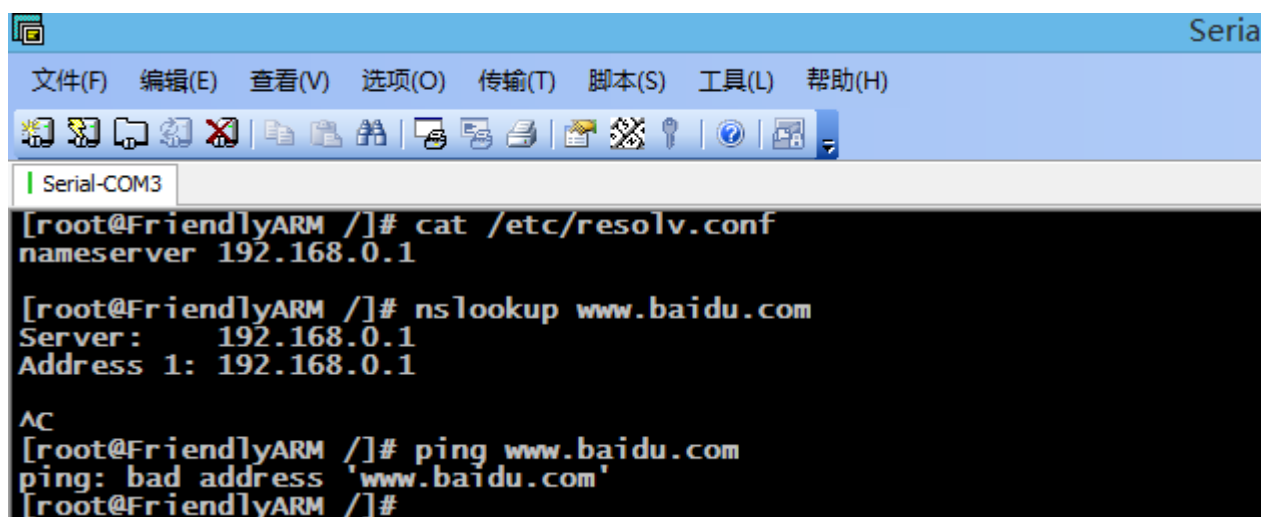 Seria
文件(F) 编辑(E) 查看(V) 选项(O) 传输(T) 脚本(S) 工具(L) 帮助(H)
Serial-COM3
[root@FriendlyARM /]# cat /etc/resolv.conf
nameserver 192.168.0.1
[root@FriendlyARM /]# nslookup www.baidu.com
Server:    192.168.0.1
Address 1: 192.168.0.1
^C
[root@FriendlyARM /]# ping www.baidu.com
ping: bad address 'www.baidu.com'
[root@FriendlyARM /]#